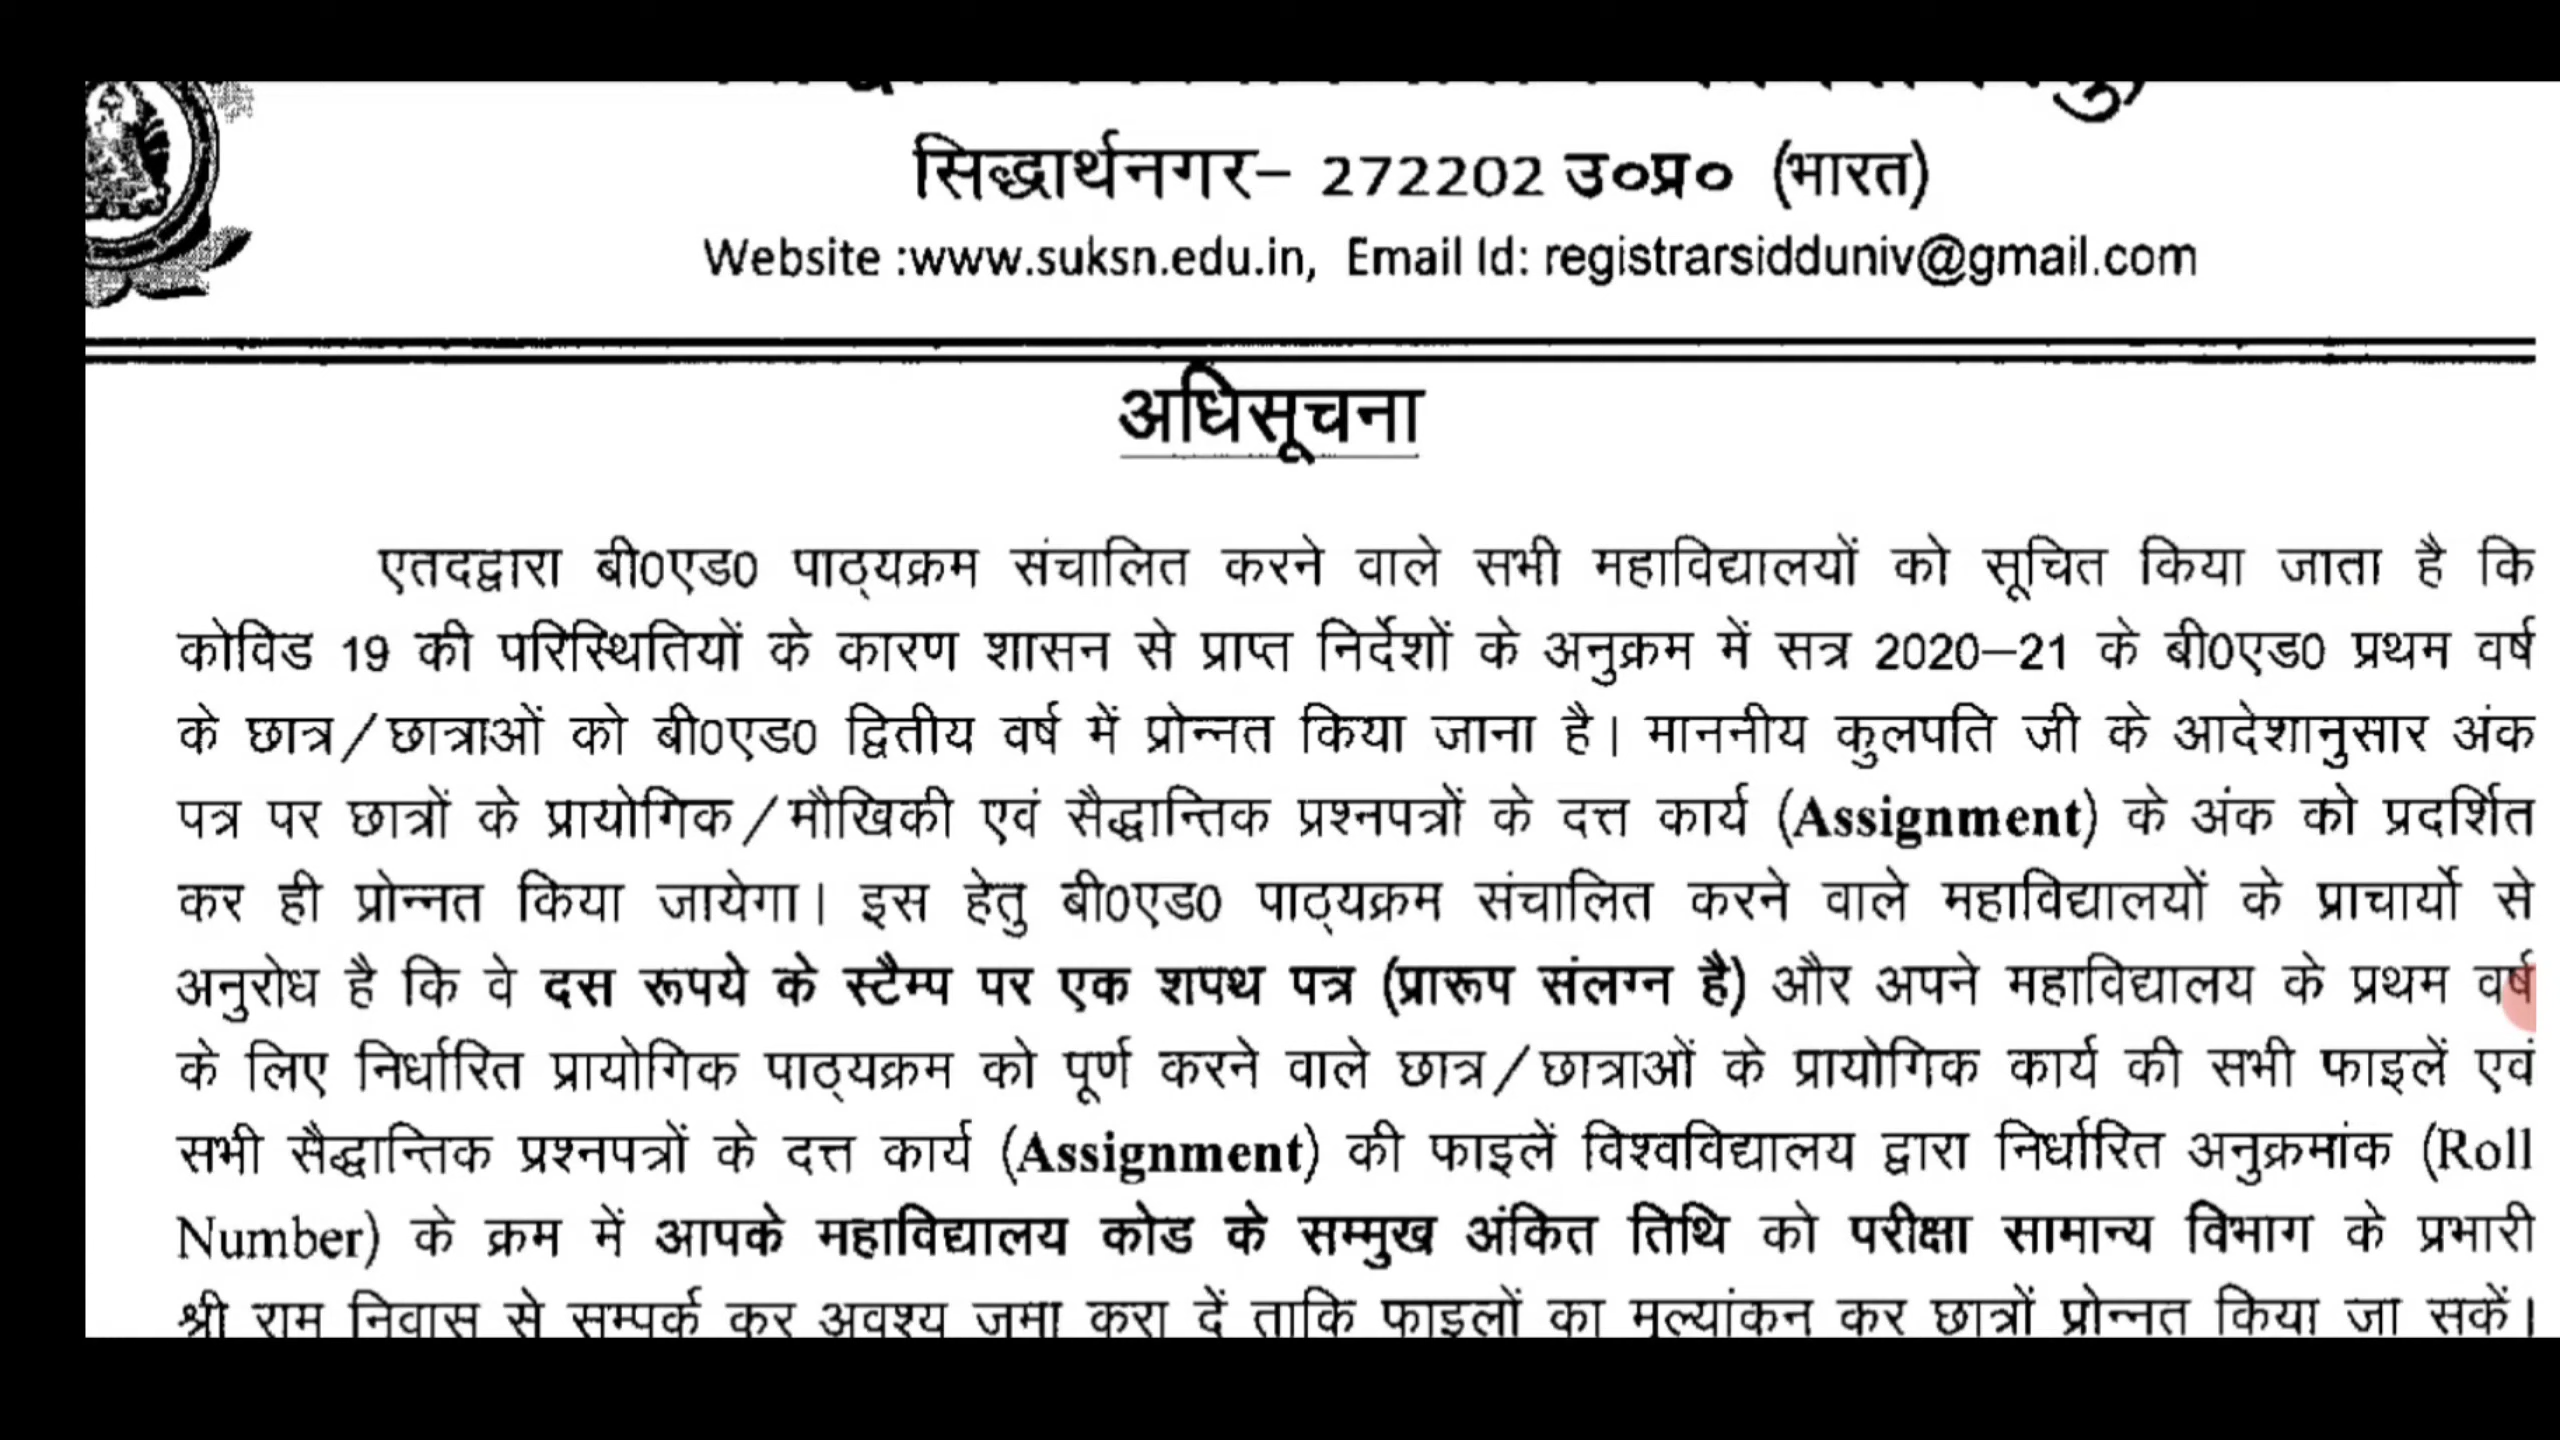 सिद्धार्थनगर– 272202 उ०प्र० (भारत)
Website :www.suksn.edu.in, Email Id: registrarsidduniv@gmail.com
अधिसूचना
एतदद्वारा बी0एड0 पाठ्यक्रम संचालित करने वाले सभी महाविद्यालयों को सूचित किया जाता है कि
कोविड 19 की परिस्थितियों के कारण शासन से प्राप्त निर्देशों के अनुक्रम में सत्र 2020–21 के बी0एड0 प्रथम वर्ष
के छात्र/छात्राओं को बी0एड0 द्वितीय वर्ष में प्रोन्नत किया जाना है। माननीय कुलपति जी के आदेशानुसार अंक
पत्र पर छात्रों के प्रायोगिक/मौखिकी एवं सैद्धान्तिक प्रश्नपत्रों के दत्त कार्य (Assignment) के अंक को प्रदर्शित
कर ही प्रोन्नत किया जायेगा। इस हेतु बी0एड0 पाठ्यक्रम संचालित करने वाले महाविद्यालयों के प्राचार्यो से
अनुरोध है कि वे दस रूपये के स्टैम्प पर एक शपथ पत्र (प्रारूप संलग्न है) और अपने महाविद्यालय के प्रथम वर्ष
के लिए निर्धारित प्रायोगिक पाठ्यक्रम को पूर्ण करने वाले छात्र/छात्राओं के प्रायोगिक कार्य की सभी फाइलें एवं
सभी सैद्धान्तिक प्रश्नपत्रों के दत्त कार्य (Assignment) की फाइलें विश्वविद्यालय द्वारा निर्धारित अनुक्रमांक (Roll
Number) के क्रम में आपके महाविद्यालय कोड के सम्मुख अंकित तिथि को परीक्षा सामान्य विभाग के प्रभारी
श्री राम निवास से सम्पर्क कर अवश्य जमा करा दें ताकि फाइलों का मूल्यांकन कर छात्रों प्रोन्नत किया जा सकें।